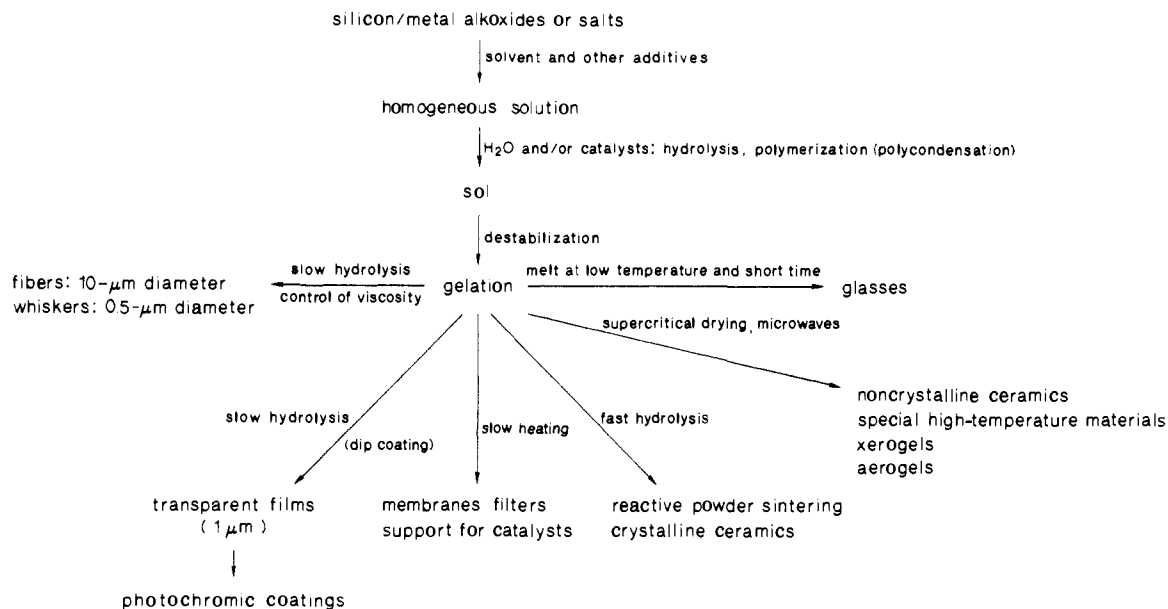 silicon/metal alkoxides or salts
solvent and other additives
homogeneous solution
H₂O and/or catalysts: hydrolysis, polymerization (polycondensation)
sol
destabilization
slow hydrolysis
control of viscosity
fibers: 10-μm diameter
whiskers: 0.5-μm diameter
gelation
melt at low temperature and short time
glasses
supercritical drying, microwaves
noncrystalline ceramics
special high-temperature materials
xerogels
aerogels
slow hydrolysis
(dip coating)
slow heating
fast hydrolysis
transparent films
(1 μm)
membranes filters
support for catalysts
reactive powder sintering
crystalline ceramics
photochromic coatings